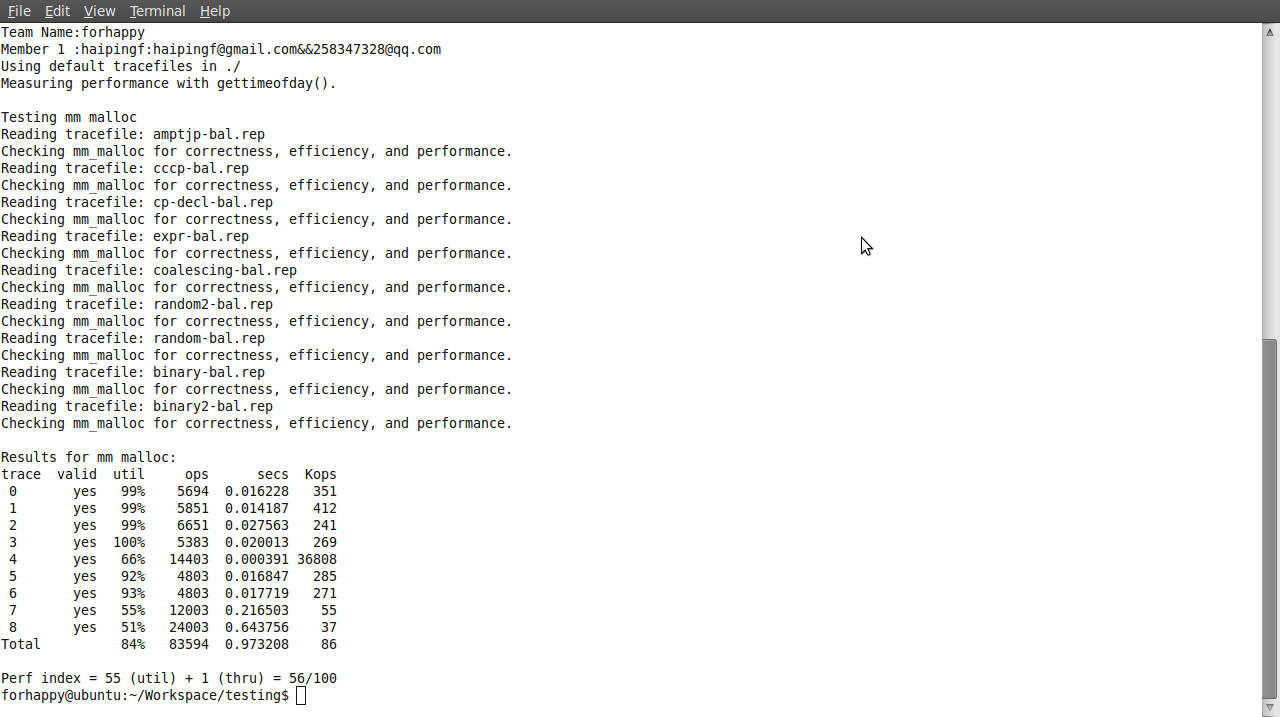 File Edit View Terminal Help
Team Name:forhappy
Member 1 :haipingf:haipingf@gmail.com&&258347328@qq.com
Using default tracefiles in ./
Measuring performance with gettimeofday().
Testing mm malloc
Reading tracefile: amptjp-bal.rep
Checking mm_malloc for correctness, efficiency, and performance.
Reading tracefile: cccp-bal.rep
Checking mm_malloc for correctness, efficiency, and performance.
Reading tracefile: cp-decl-bal.rep
Checking mm_malloc for correctness, efficiency, and performance.
Reading tracefile: expr-bal.rep
Checking mm_malloc for correctness, efficiency, and performance.
Reading tracefile: coalescing-bal.rep
Checking mm_malloc for correctness, efficiency, and performance.
Reading tracefile: random2-bal.rep
Checking mm_malloc for correctness, efficiency, and performance.
Reading tracefile: random-bal.rep
Checking mm_malloc for correctness, efficiency, and performance.
Reading tracefile: binary-bal.rep
Checking mm_malloc for correctness, efficiency, and performance.
Reading tracefile: binary2-bal.rep
Checking mm_malloc for correctness, efficiency, and performance.
Results for mm malloc:
trace  valid  util     ops      secs  Kops
 0       yes   99%    5694  0.016228   351
 1       yes   99%    5851  0.014187   412
 2       yes   99%    6651  0.027563   241
 3       yes  100%    5383  0.020013   269
 4       yes   66%   14403  0.000391 36808
 5       yes   92%    4803  0.016847   285
 6       yes   93%    4803  0.017719   271
 7       yes   55%   12003  0.216503    55
 8       yes   51%   24003  0.643756    37
Total          84%   83594  0.973208    86
Perf index = 55 (util) + 1 (thru) = 56/100
forhappy@ubuntu:~/Workspace/testing$